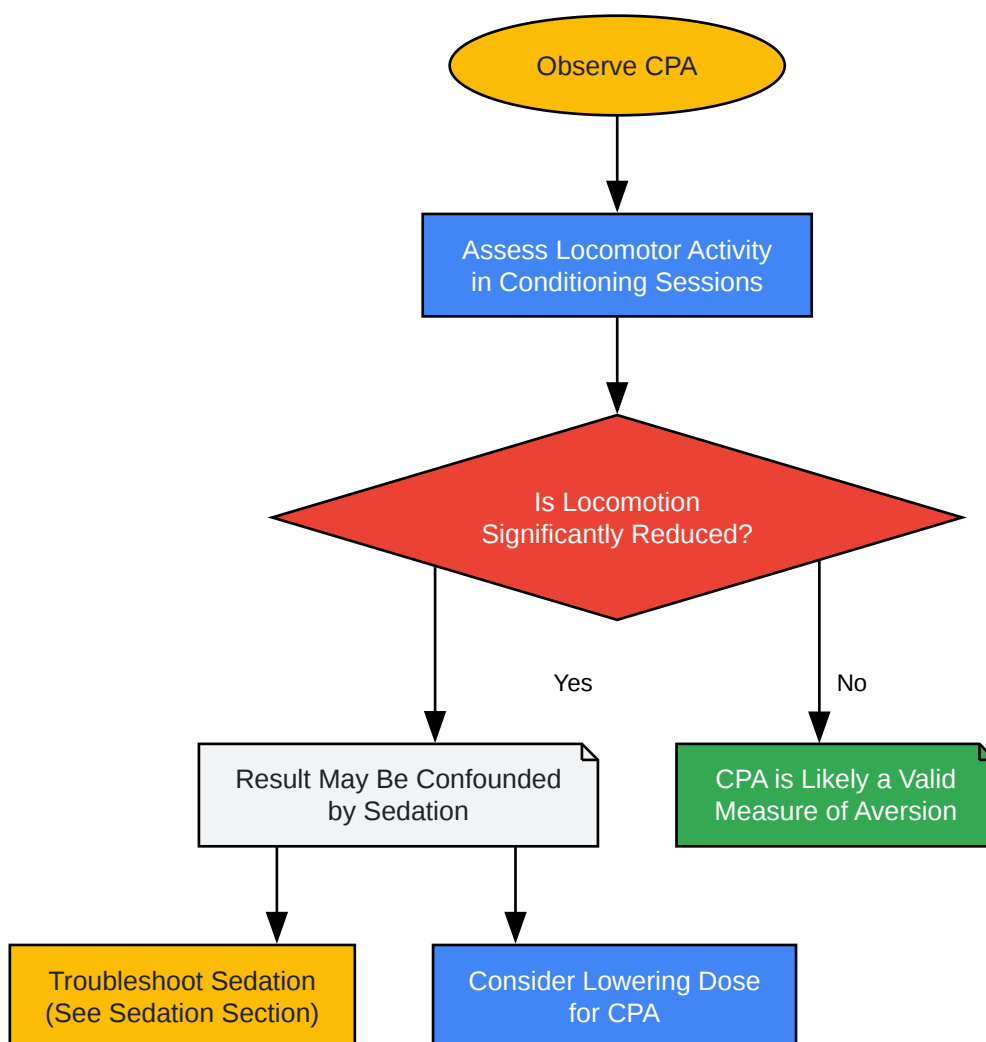 Observe CPA
Assess Locomotor Activity
in Conditioning Sessions
Is Locomotion
Significantly Reduced?
Yes
No
Result May Be Confounded
by Sedation
CPA is Likely a Valid
Measure of Aversion
Troubleshoot Sedation
(See Sedation Section)
Consider Lowering Dose
for CPA